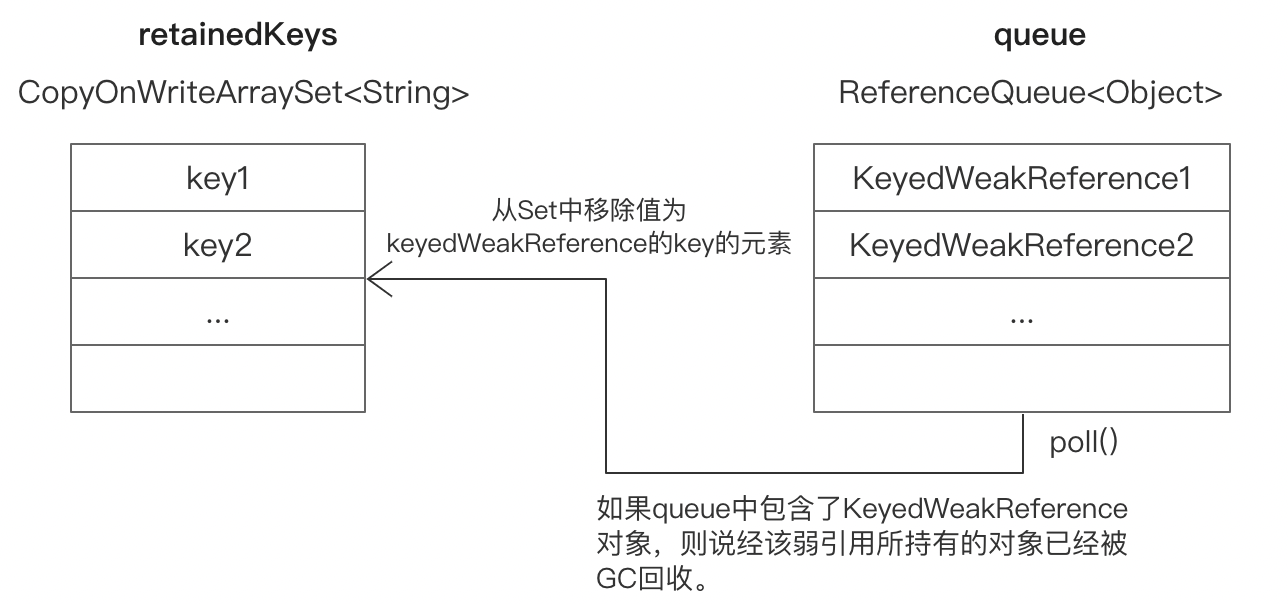 retainedKeys
CopyOnWriteArraySet<String>
key1
key2
...
从Set中移除值为
keyedWeakReference的key的元素
queue
ReferenceQueue<Object>
KeyedWeakReference1
KeyedWeakReference2
...
poll()
如果queue中包含了KeyedWeakReference
对象，则说经该弱引用所持有的对象已经被
GC回收。